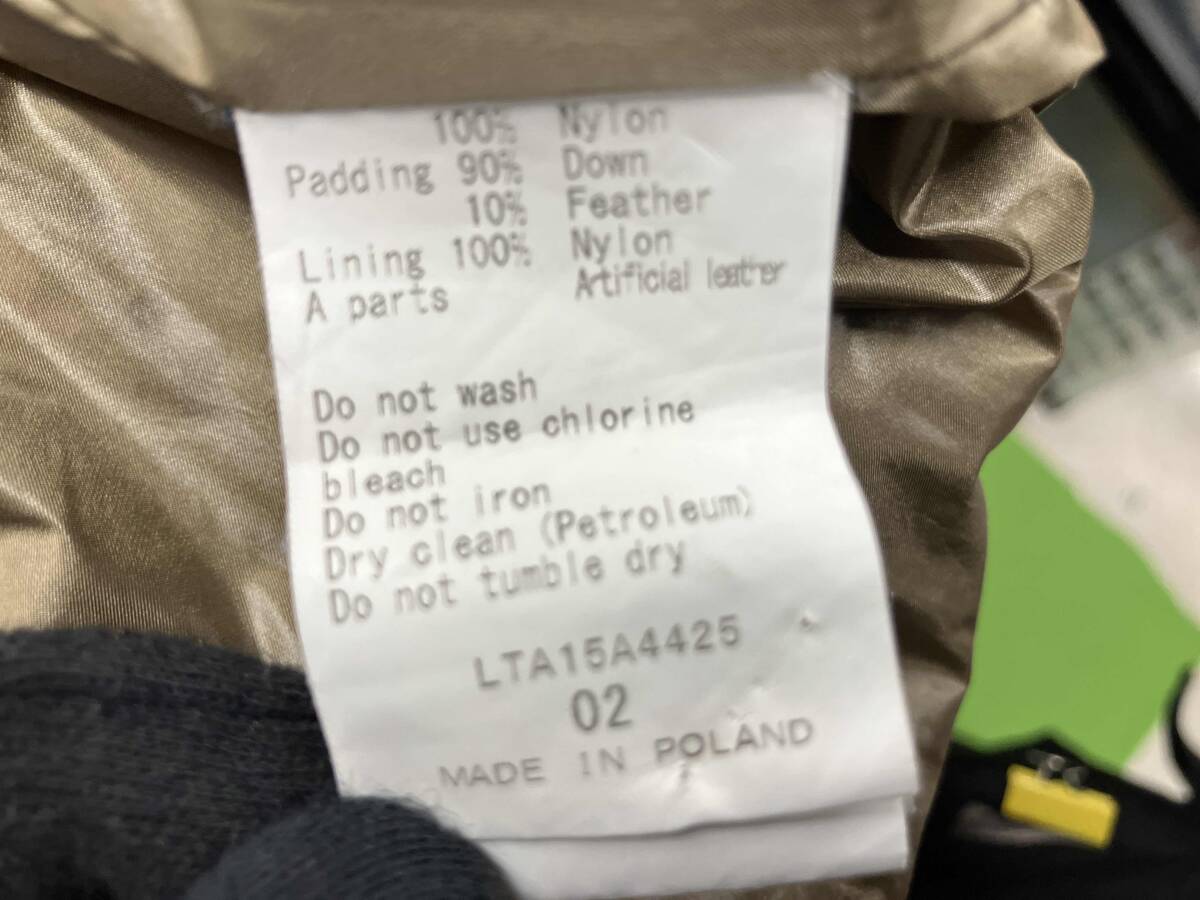 100% Nylon
Padding 90% Down
10% Feather
Lining 100% Nylon
A parts Artificial leather
Do not wash
Do not use chlorine
bleach
Do not iron
Dry clean (Petroleum)
Do not tumble dry
LTA15A4425
02
MADE IN POLAND